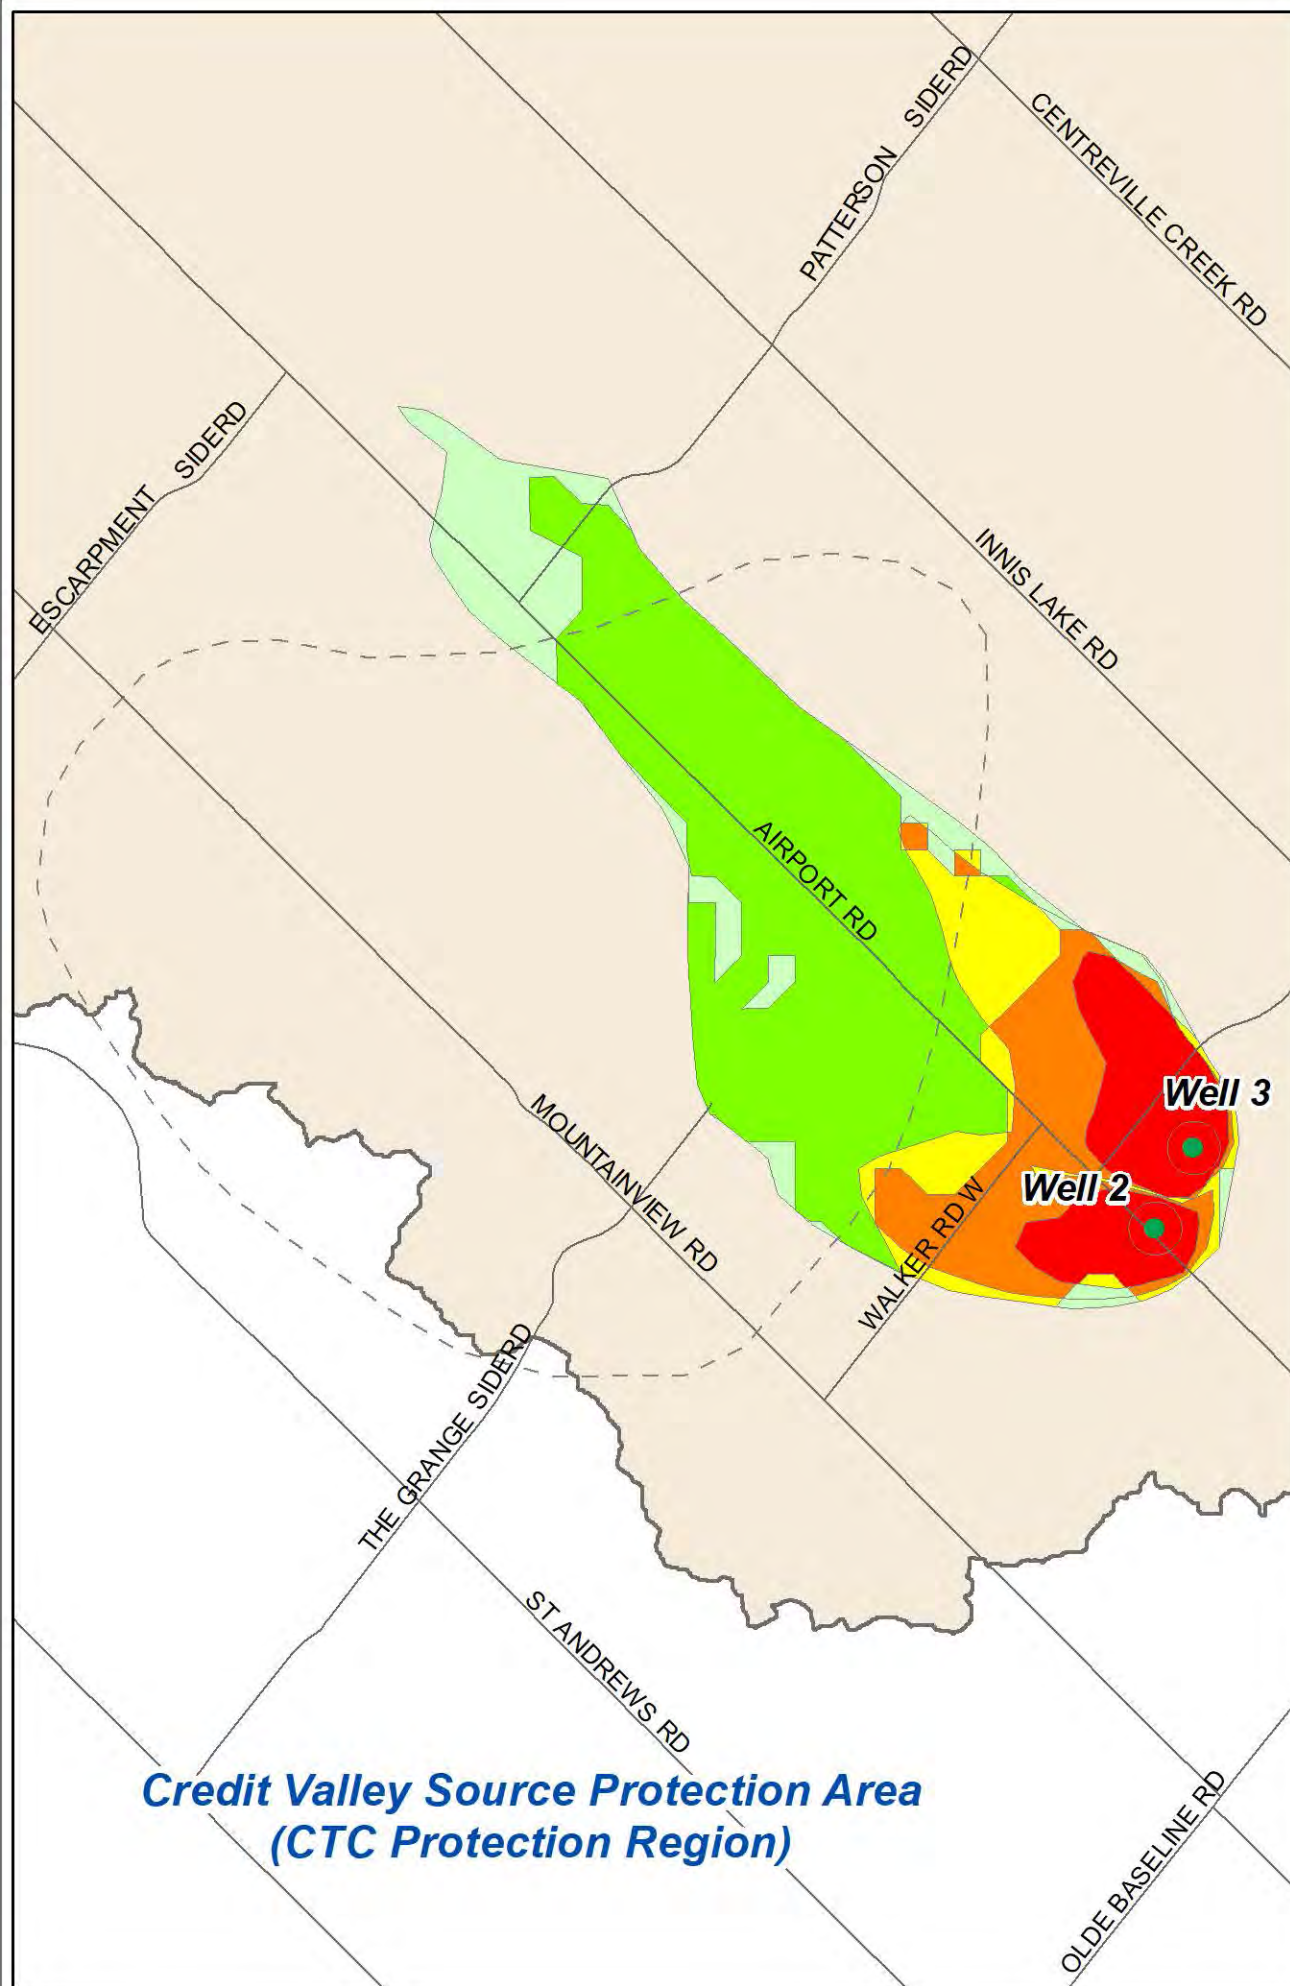 PATTERSON SIDERD
CENTREVILLE CREEK RD
ESCARPMENT SIDERD
INNIS LAKE RD
AIRPORT RD
Well 3
MOUNTAINVIEW RD
Well 2
WALKER RD W
THE GRANGE SIDERD
ST ANDREWS RD
Credit Valley Source Protection Area
(CTC Protection Region)
OLDE BASELINE RD